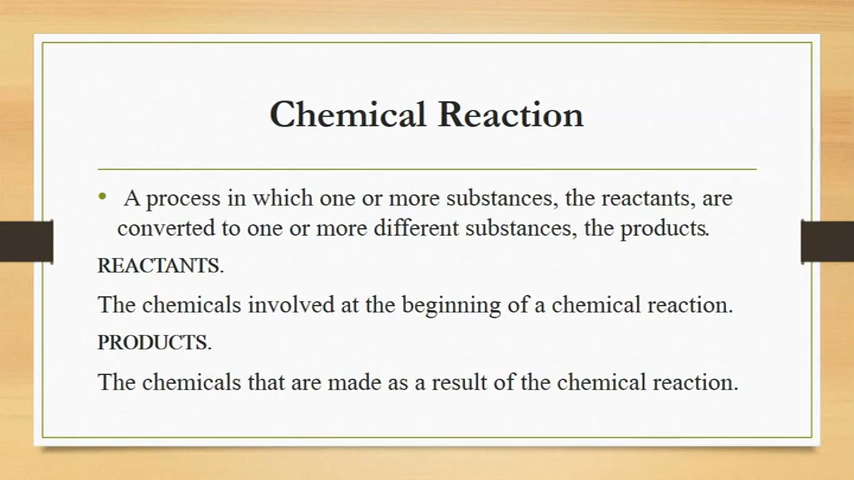 Chemical Reaction
• A process in which one or more substances, the reactants, are
converted to one or more different substances, the products.
REACTANTS.
The chemicals involved at the beginning of a chemical reaction.
PRODUCTS.
The chemicals that are made as a result of the chemical reaction.